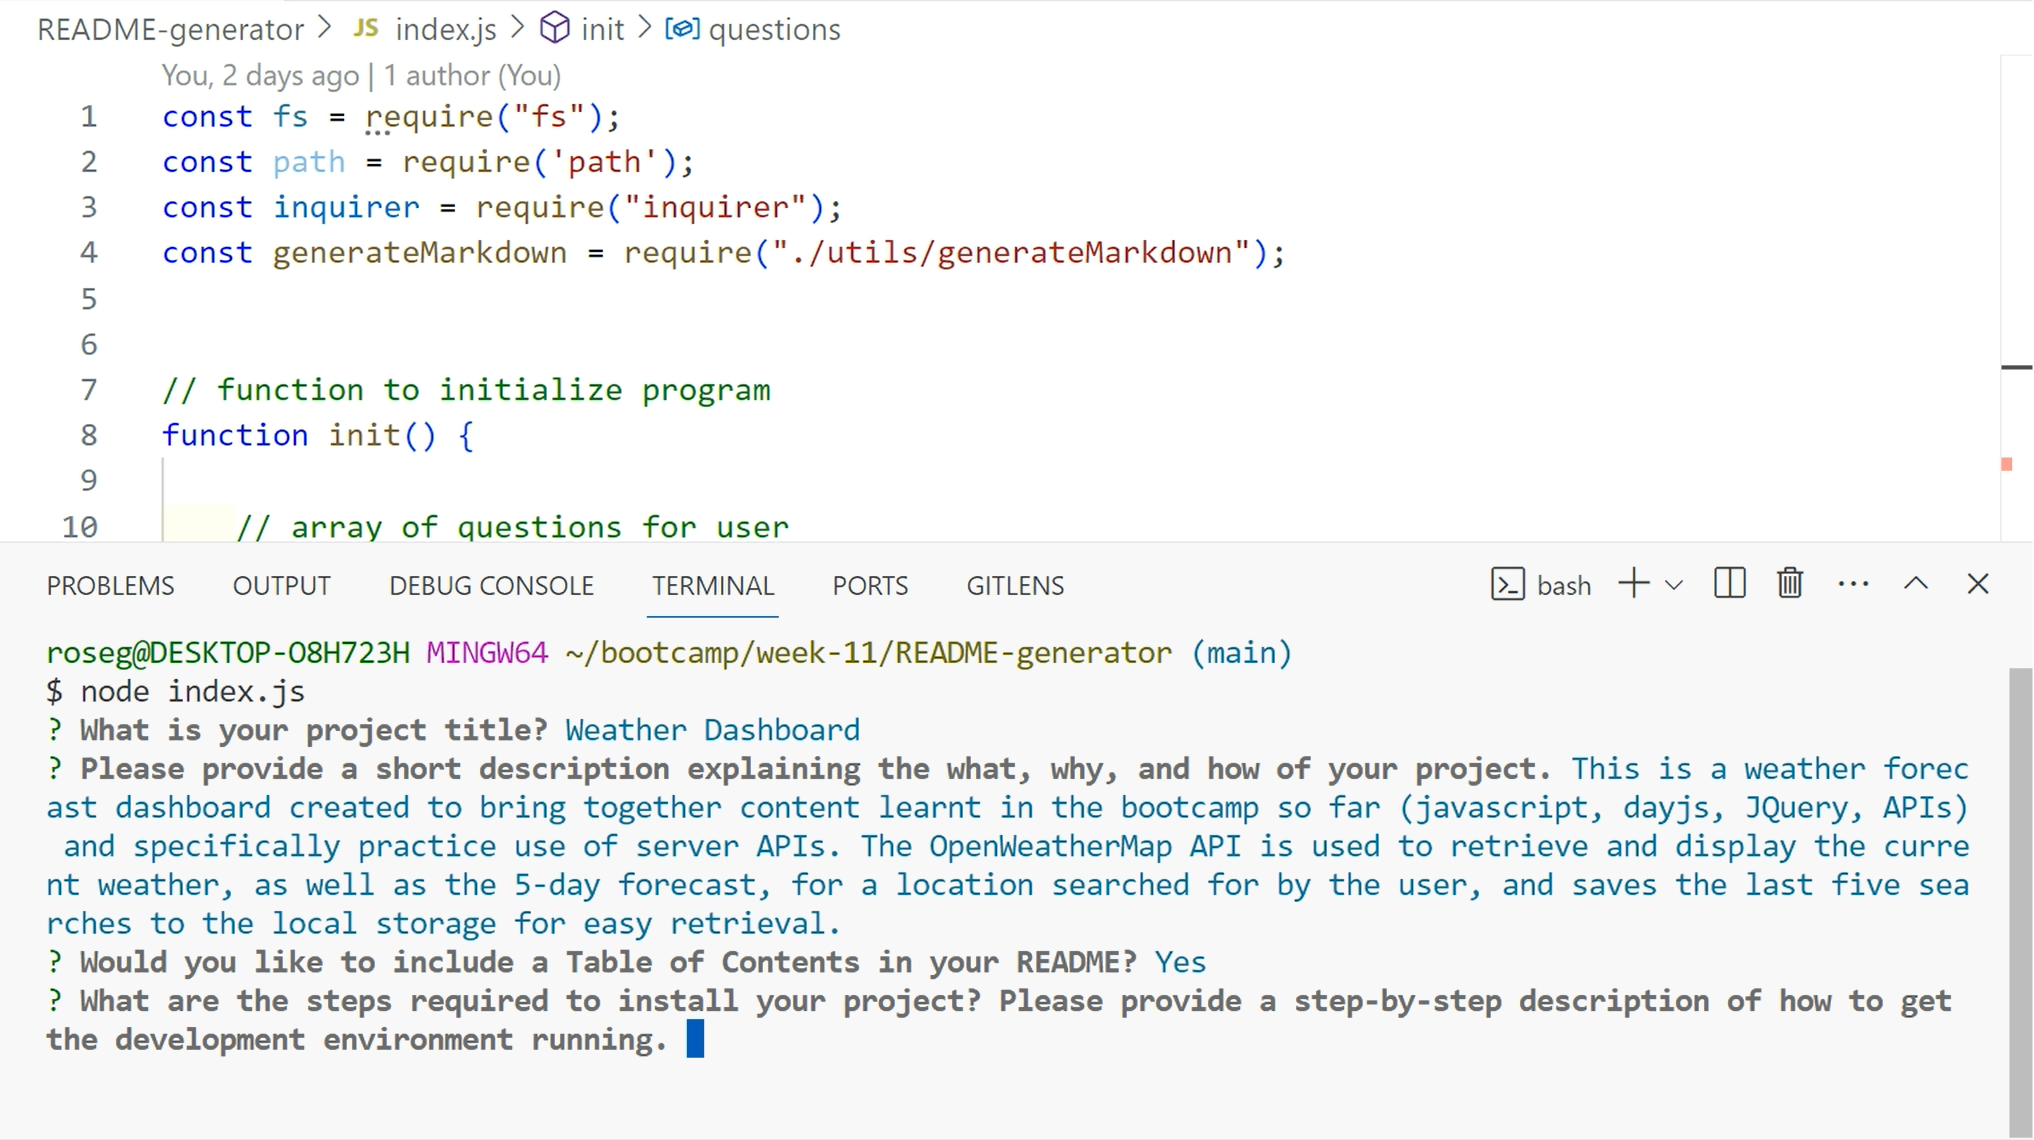 README-generator > JS index.js > init > questions
You, 2 days ago | 1 author (You)
1 const fs = require("fs");
2 const path = require('path');
3 const inquirer = require("inquirer");
4 const generateMarkdown = require("./utils/generateMarkdown");
5
6
7 // function to initialize program
8 function init() {
9
10 // array of questions for user
PROBLEMS OUTPUT DEBUG CONSOLE TERMINAL PORTS GITLENS bash
roseg@DESKTOP-O8H723H MINGW64 ~/bootcamp/week-11/README-generator (main)
$ node index.js
? What is your project title? Weather Dashboard
? Please provide a short description explaining the what, why, and how of your project. This is a weather forec
ast dashboard created to bring together content learnt in the bootcamp so far (javascript, dayjs, JQuery, APIs)
and specifically practice use of server APIs. The OpenWeatherMap API is used to retrieve and display the curre
nt weather, as well as the 5-day forecast, for a location searched for by the user, and saves the last five sea
rches to the local storage for easy retrieval.
? Would you like to include a Table of Contents in your README? Yes
? What are the steps required to install your project? Please provide a step-by-step description of how to get
the development environment running.